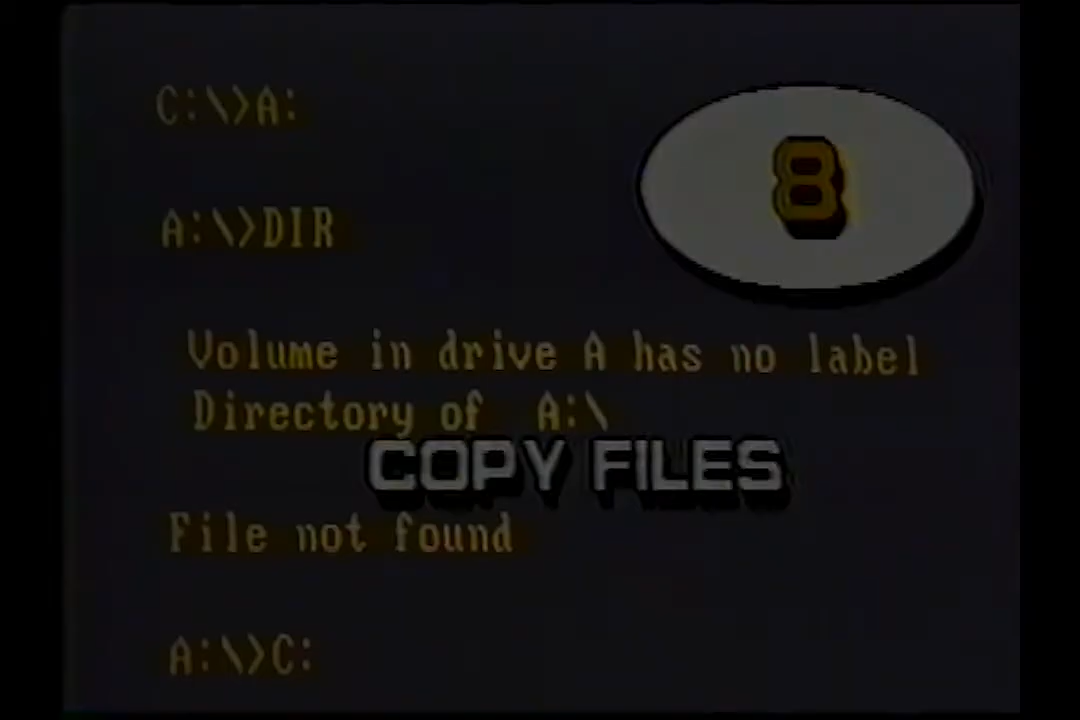 C:\>A:
8
A:\>DIR
Volume in drive A has no label
Directory of  A:\
COPY FILES
File not found
A:\>C: